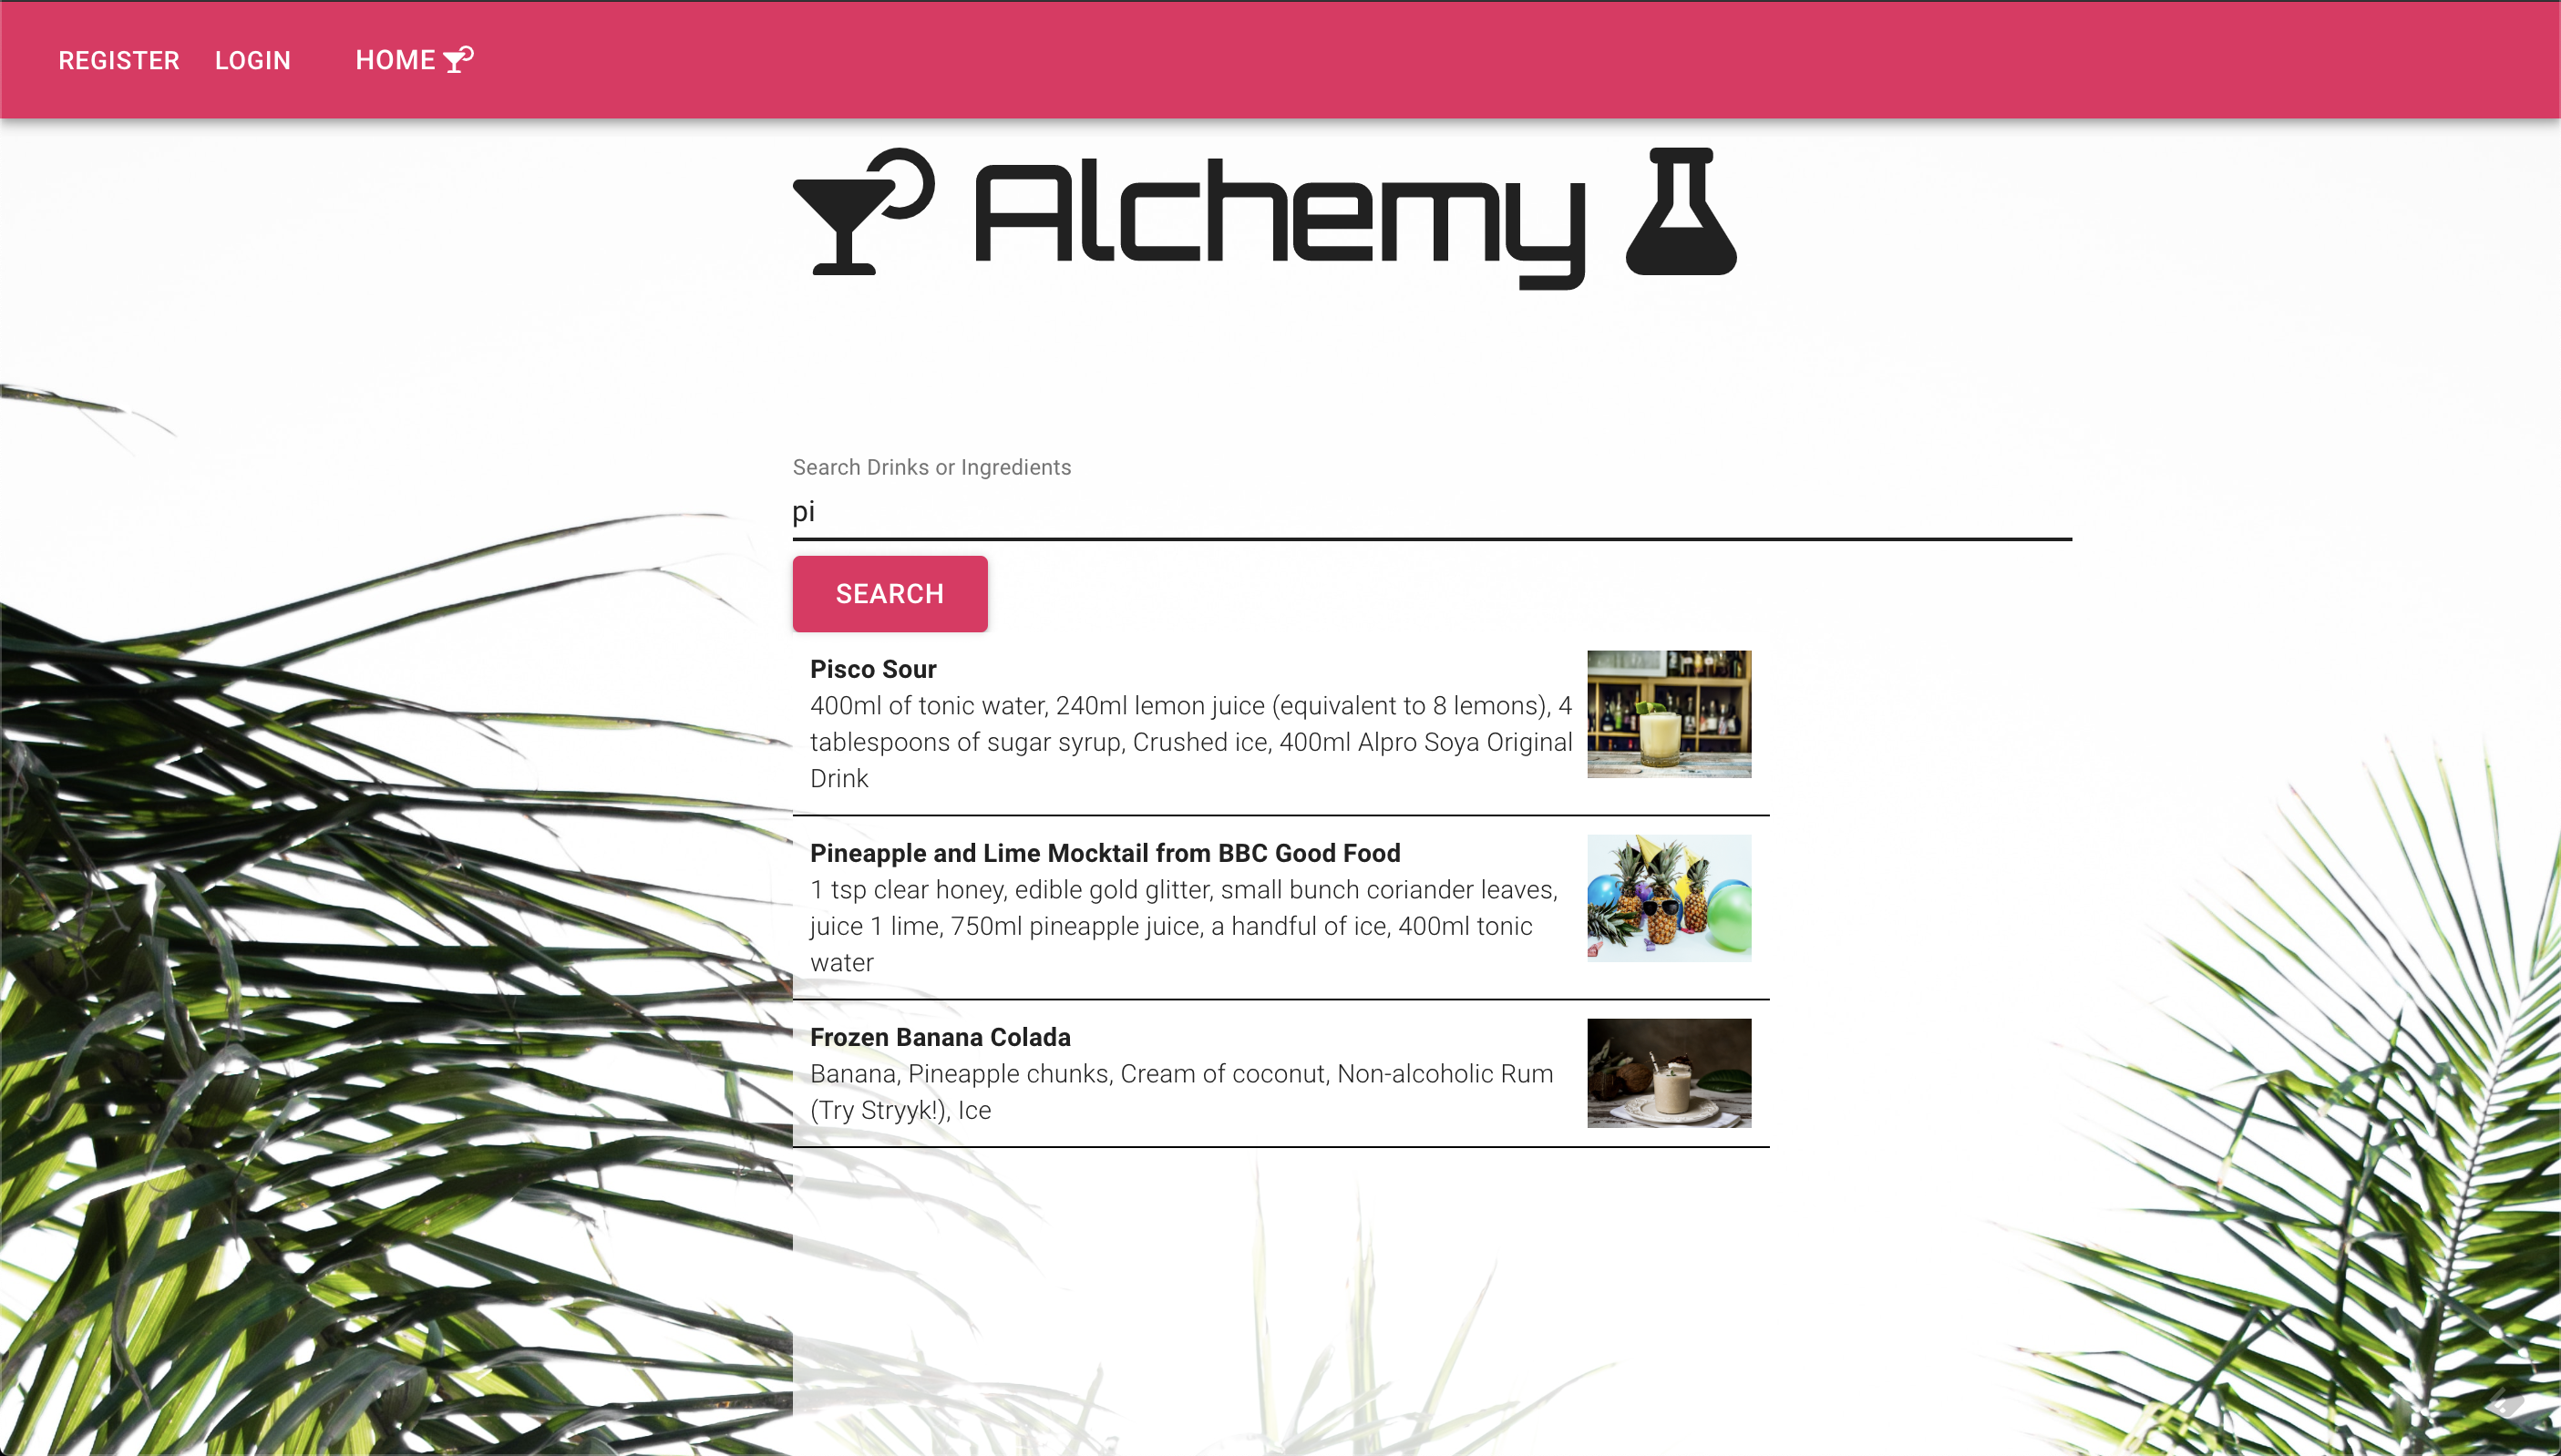 REGISTER LOGIN HOME
Alchemy
Search Drinks or Ingredients
pi
SEARCH
Pisco Sour
400ml of tonic water, 240ml lemon juice (equivalent to 8 lemons), 4
tablespoons of sugar syrup, Crushed ice, 400ml Alpro Soya Original
Drink
Pineapple and Lime Mocktail from BBC Good Food
1 tsp clear honey, edible gold glitter, small bunch coriander leaves,
juice 1 lime, 750ml pineapple juice, a handful of ice, 400ml tonic
water
Frozen Banana Colada
Banana, Pineapple chunks, Cream of coconut, Non-alcoholic Rum
(Try Stryyk!), Ice